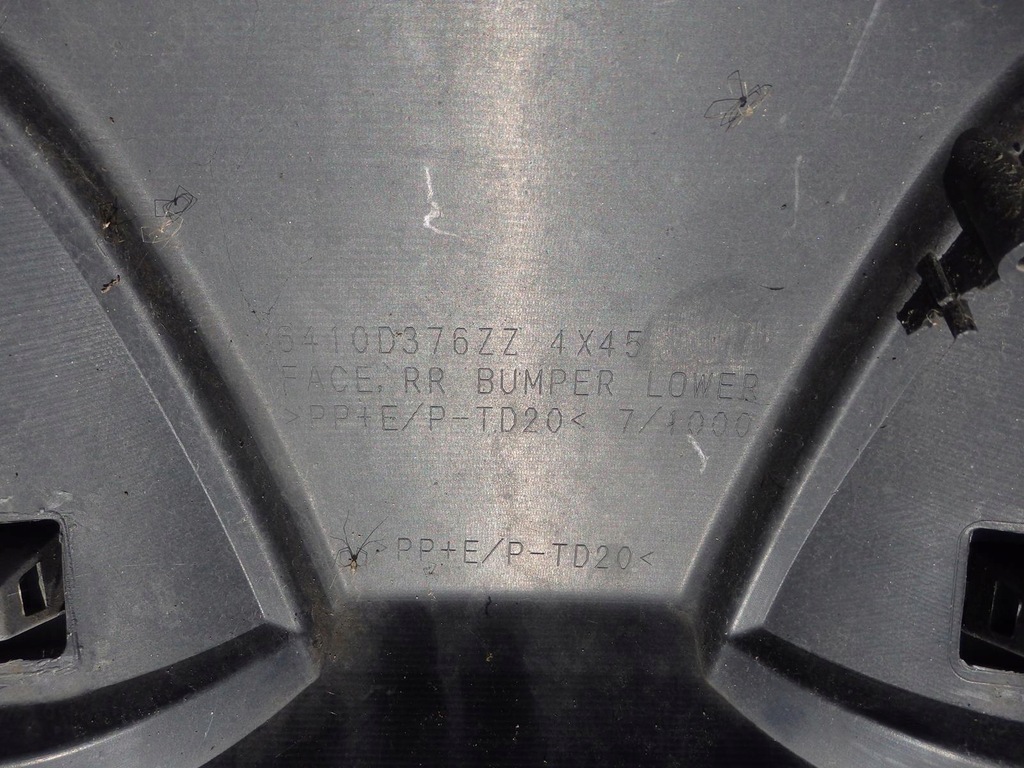 6410D376ZZ 4X45
FACE, RR BUMPER LOWER
>PP+E/P-TD20< 7/1000
>PP+E/P-TD20<